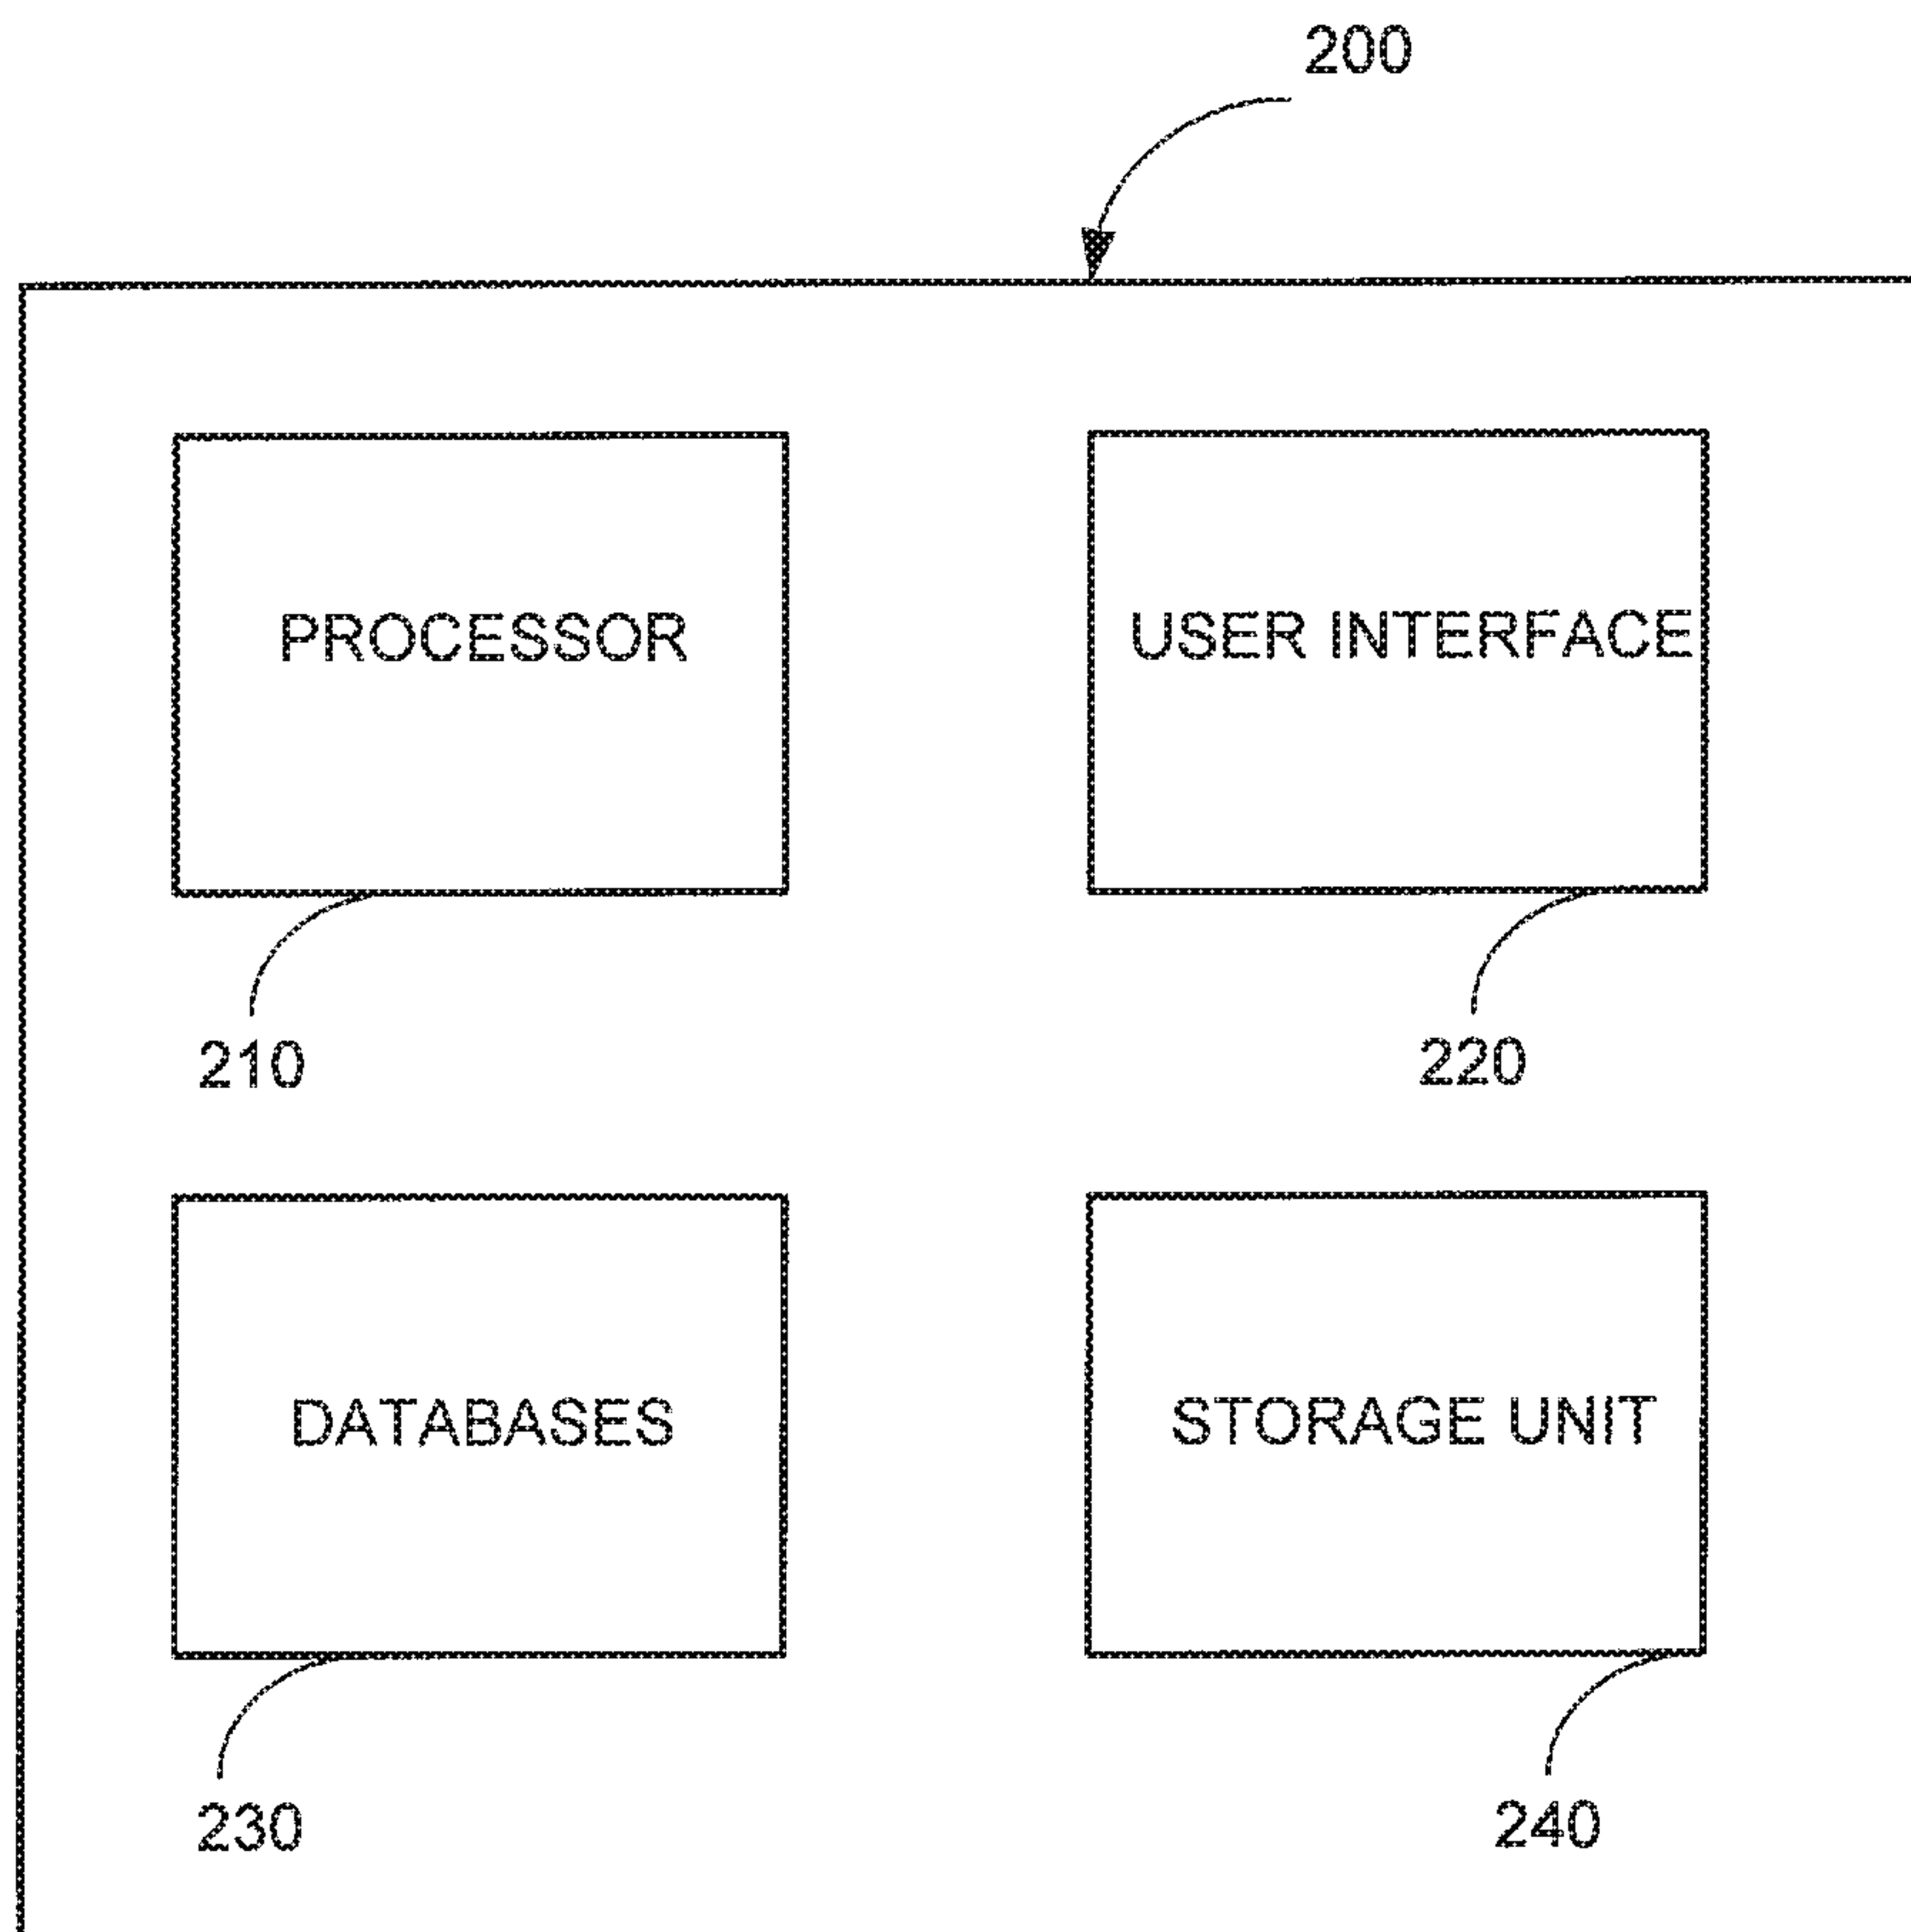 200
PROCESSOR
USER INTERFACE
210
220
DATABASES
STORAGE UNIT
230
240